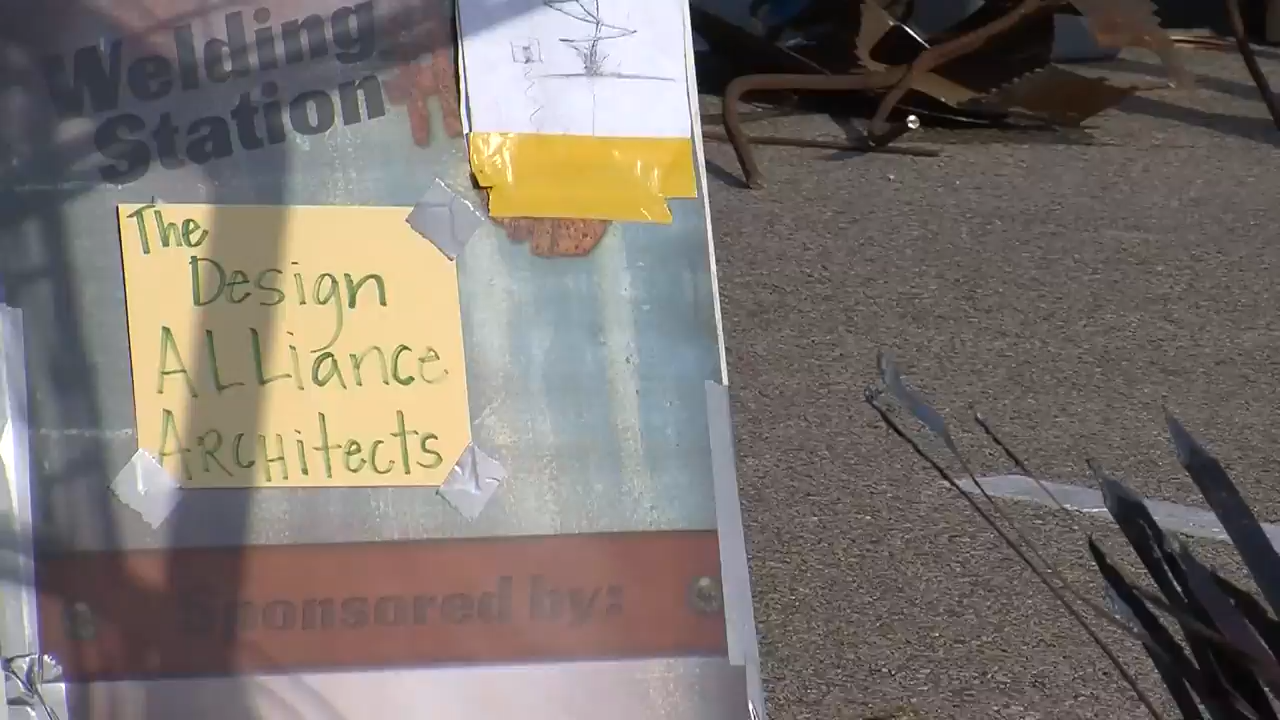 Welding
Station
The
Design
ALLiance
ARCHitects
Sponsored by: